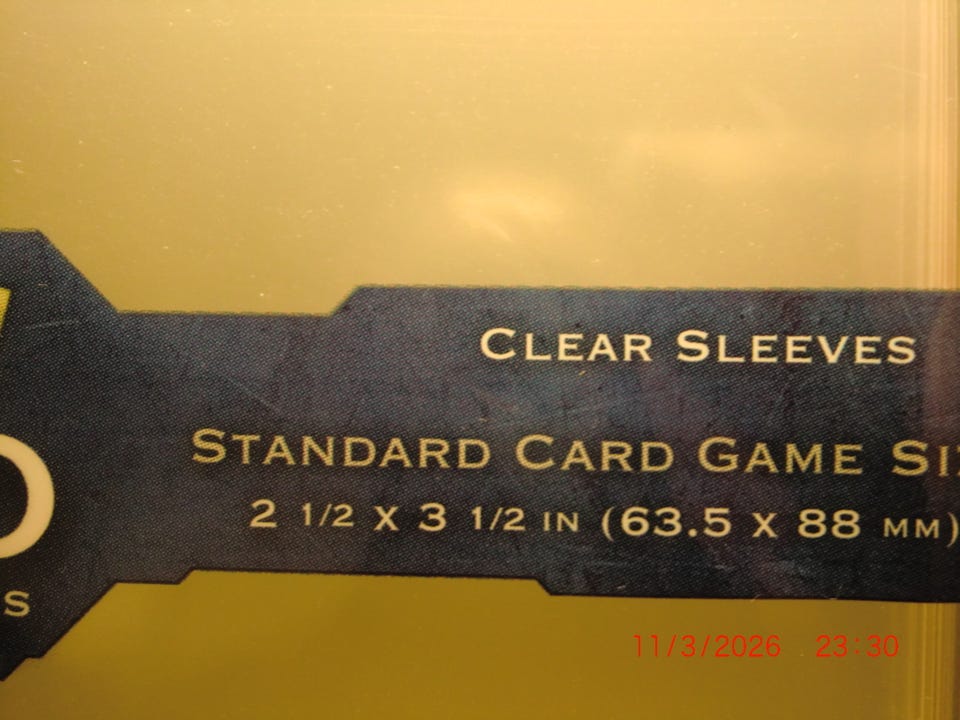 Clear Sleeves
Standard Card Game
2 1/2 x 3 1/2 in (63.5 x 88 mm)
s
11/3/2026 23:30